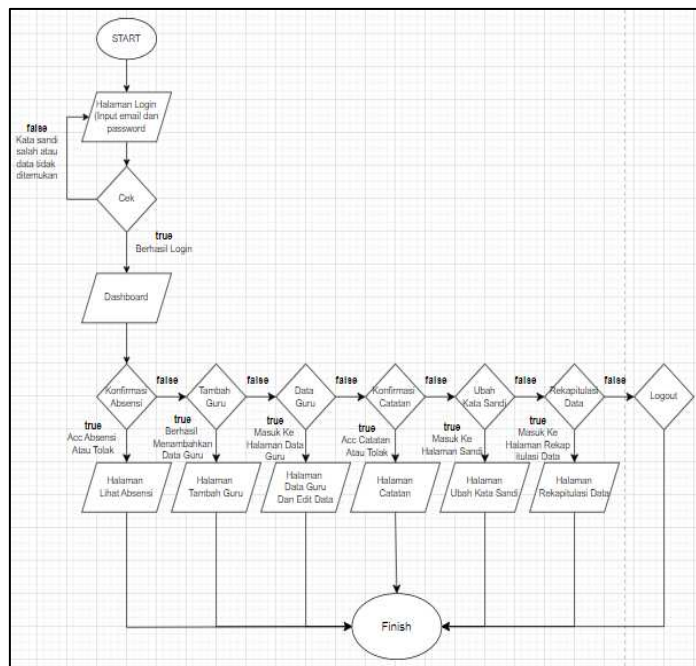 START
Halaman Login
(Input email dan
password
false
Kata sandi
salah atau
data tidak
ditemukan
Cek
true
Berhasil Login
Dashboard
Konfirmasi
Absensi
false
Tambah
Guru
false
Data
Guru
false
Konfirmasi
Catatan
false
Ubah
Kata Sandi
false
Rekapitulasi
Data
false
Logout
true
Acc Absensi
Atau Tolak
true
Berhasil
Menambahkan
Data Guru
true
Masuk Ke
Halaman Data
Guru
true
Acc Catatan
Atau Tolak
true
Masuk Ke
Halaman Sandi
true
Masuk Ke
Halaman Rekap
itulasi Data
Halaman
Lihat Absensi
Halaman
Tambah Guru
Halaman
Data Guru
Dan Edit Data
Halaman
Catatan
Halaman
Ubah Kata Sandi
Halaman
Rekapitulasi Data
Finish